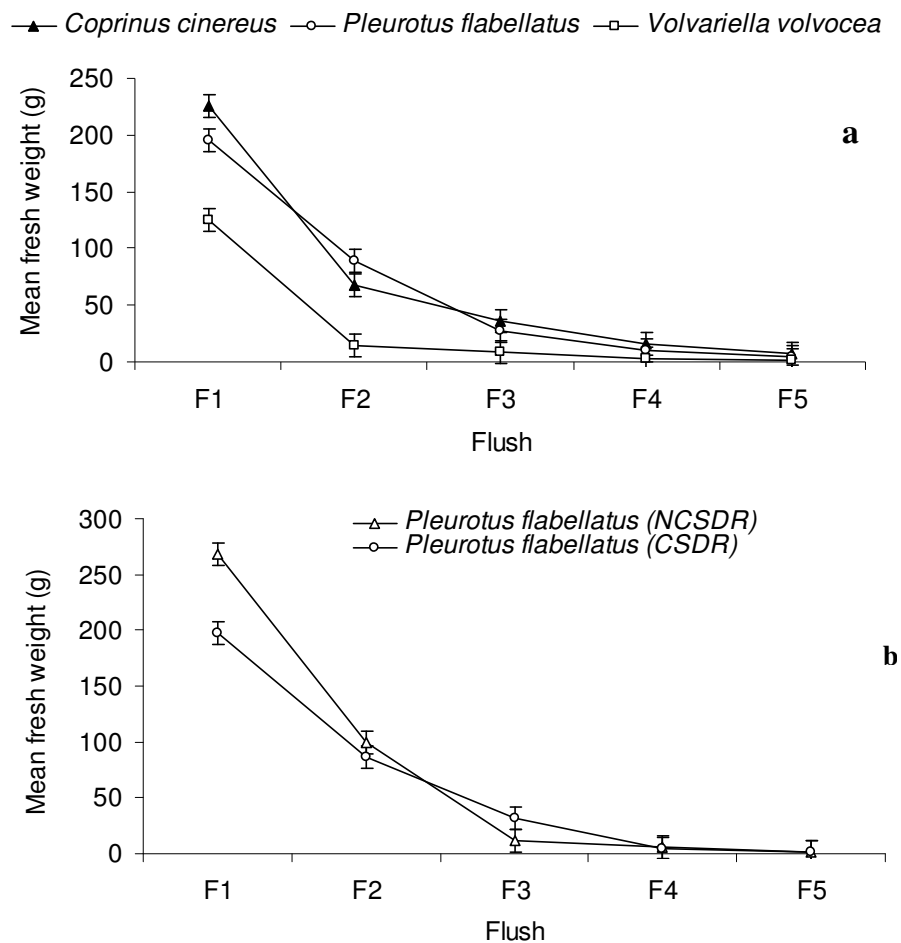 Coprinus cinereus Pleurotus flabellatus Volvariella volvocea
250
200
150
100
50
0
Mean fresh weight (g)
a
F1 F2 F3 F4 F5
Flush
300
250
200
150
100
50
0
Mean fresh weight (g)
Pleurotus flabellatus (NCSDR)
Pleurotus flabellatus (CSDR)
b
F1 F2 F3 F4 F5
Flush